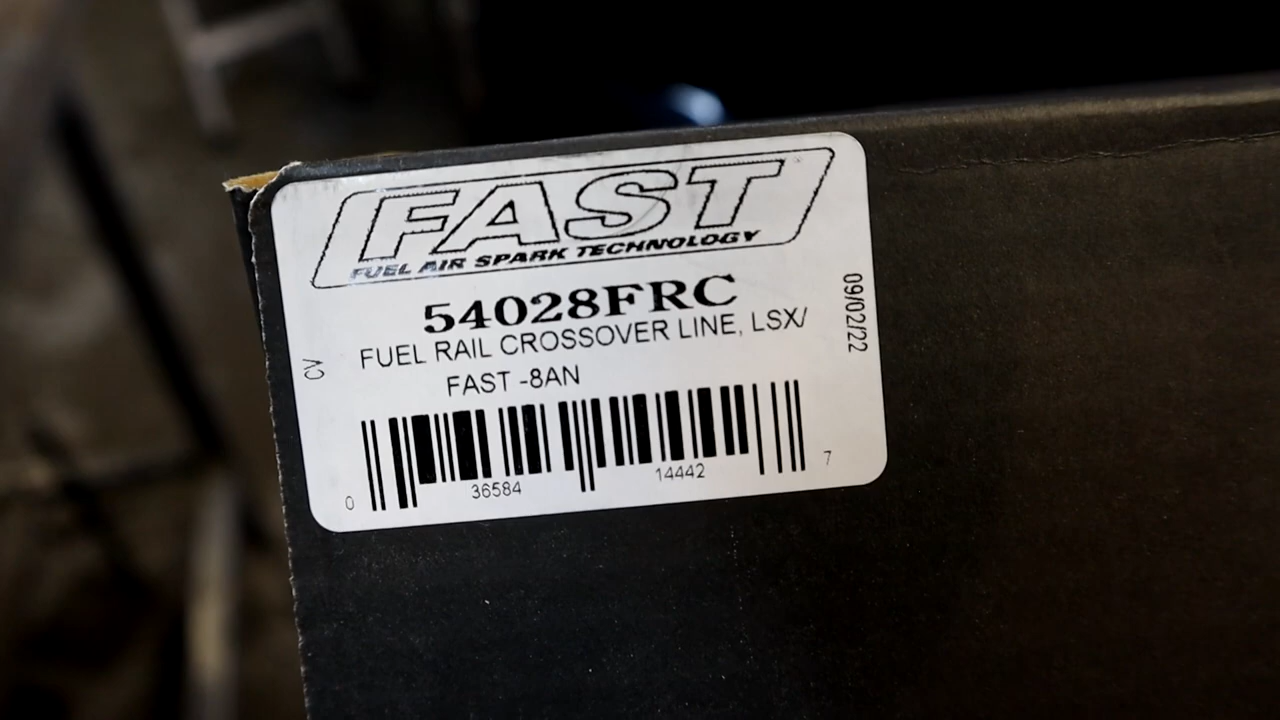 FAST
FUEL AIR SPARK TECHNOLOGY
54028FRC
FUEL RAIL CROSSOVER LINE, LSX/
FAST -8AN
CV
09/02/22
0 36584 14442 7